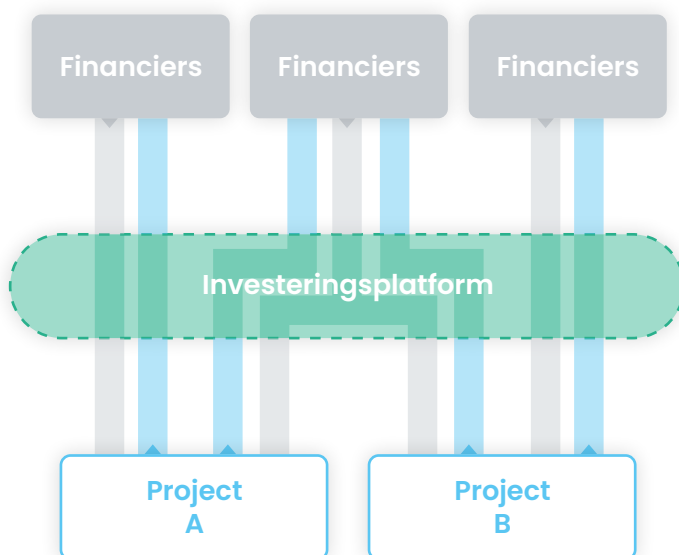 Financiers
Financiers
Financiers
Investeringsplatform
Project
A
Project
B